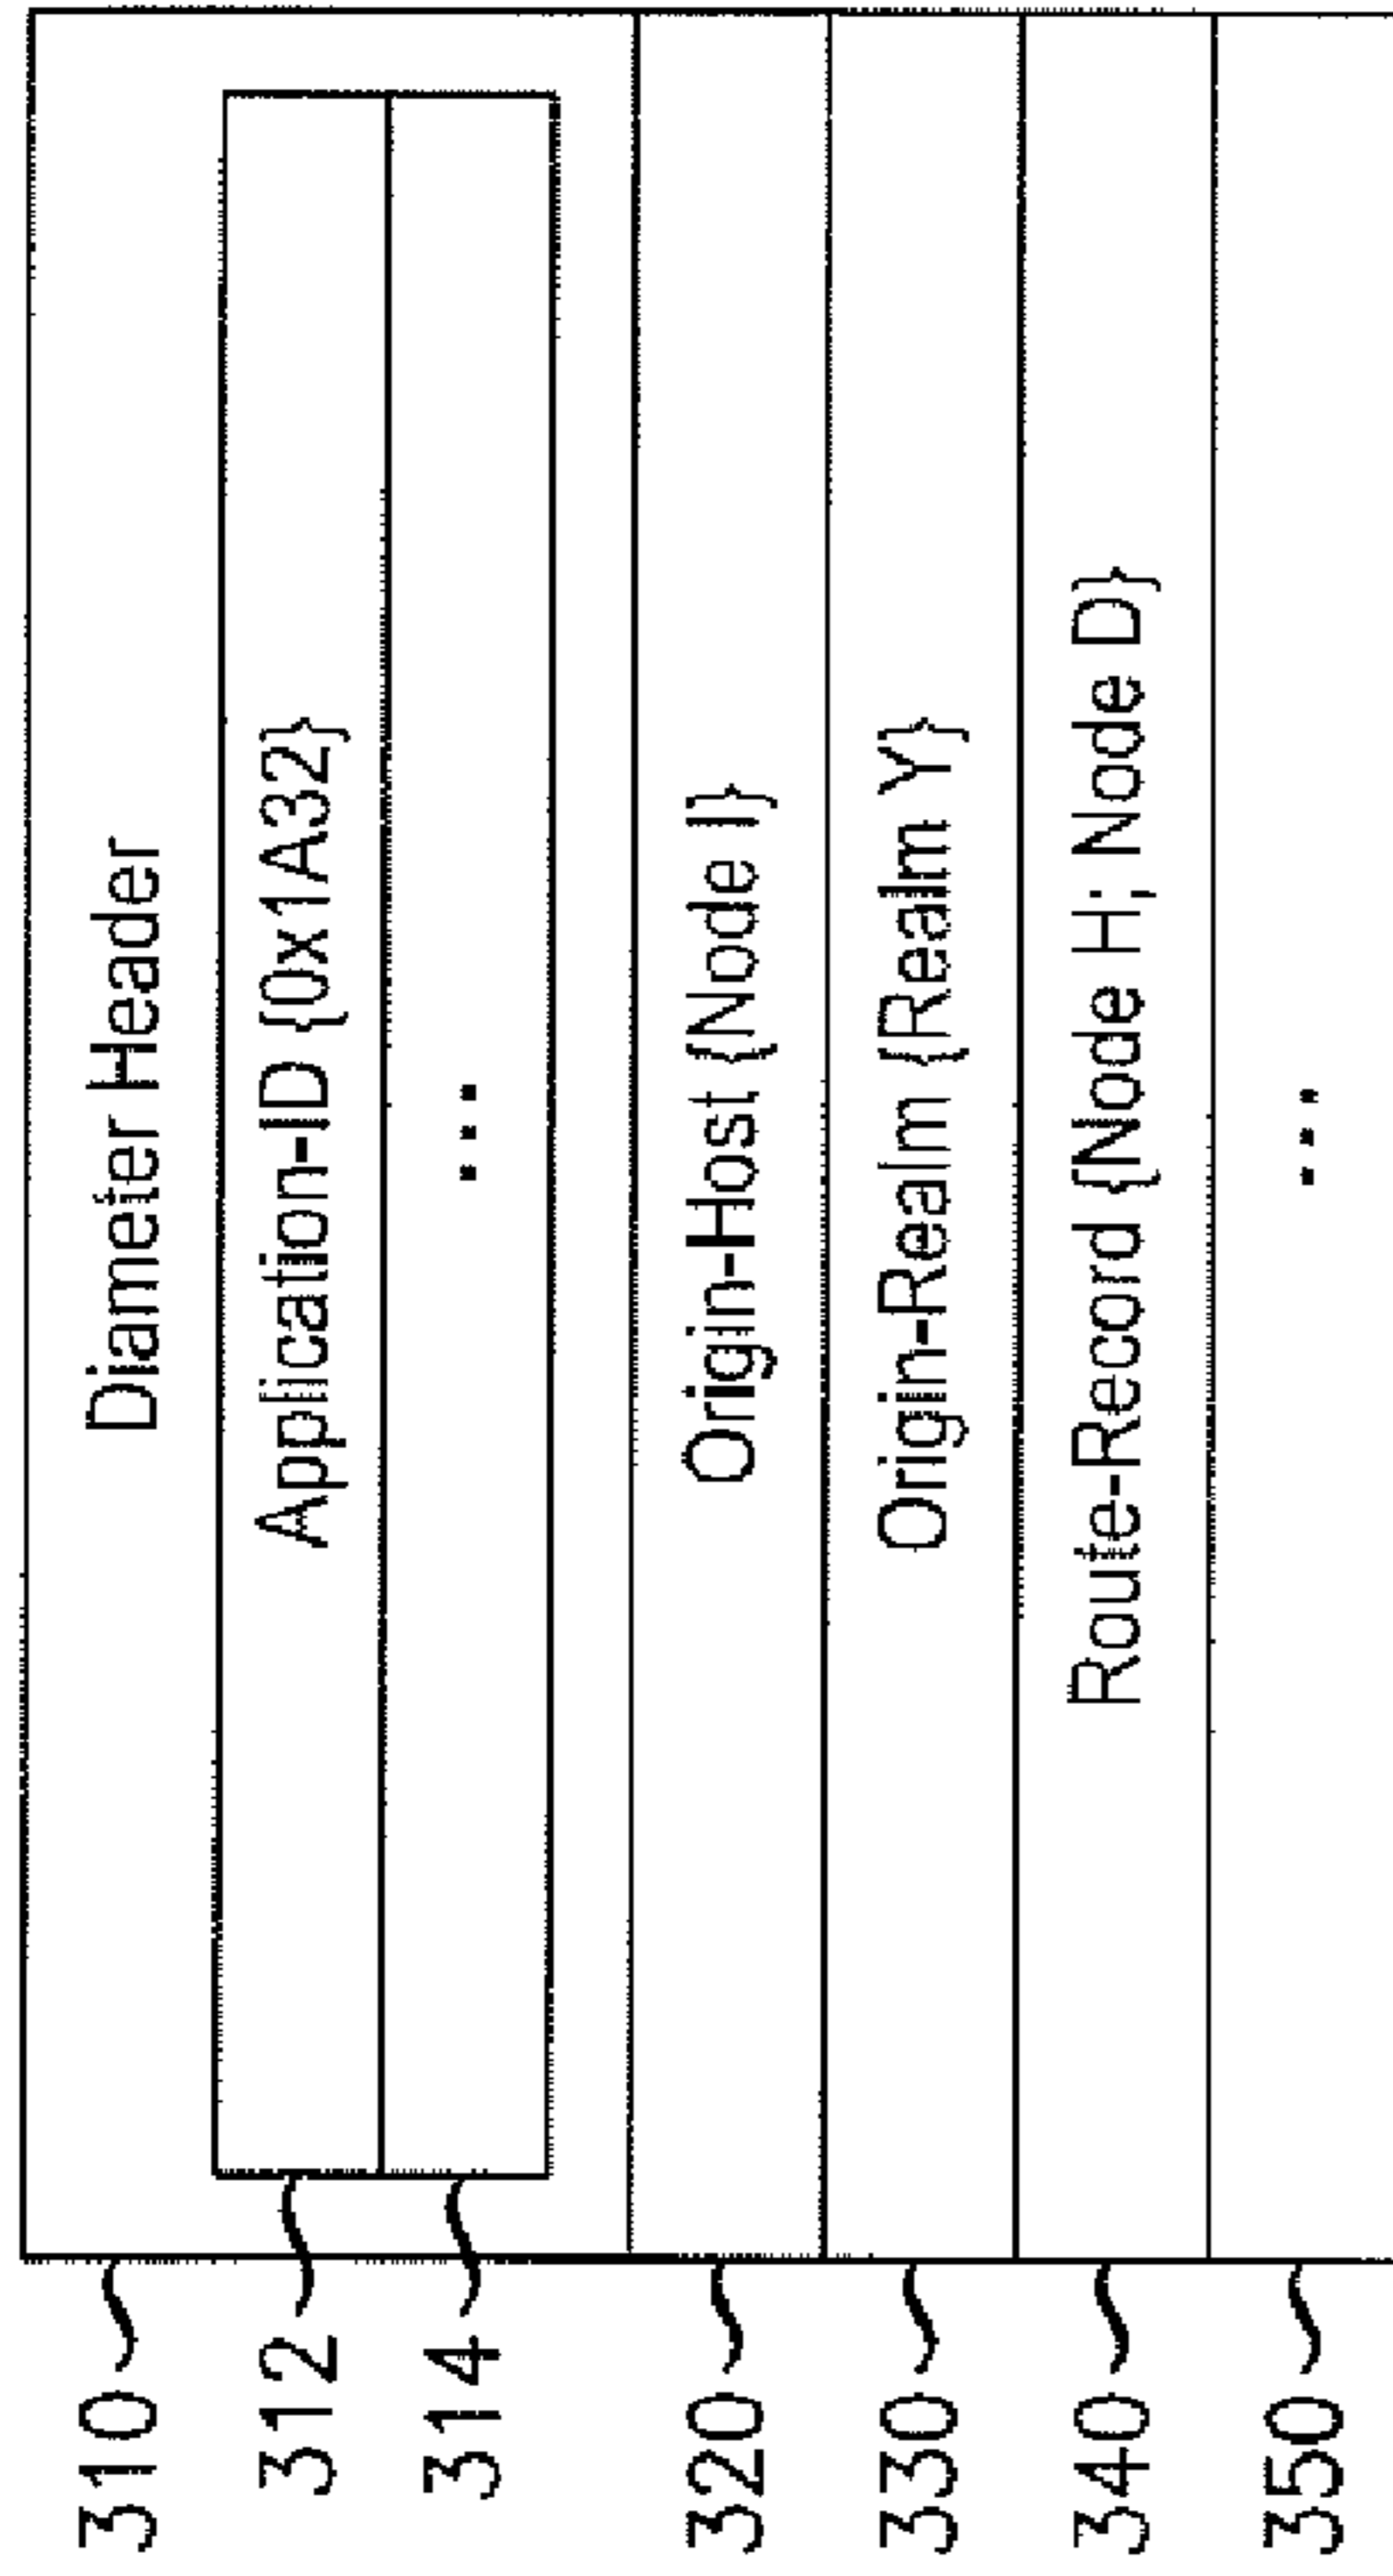 310 Diameter Header
312 Application-ID {0x1A32}
314 ...
320 Origin-Host {Node I}
330 Origin-Realm {Realm Y}
340 Route-Record {Node H; Node D}
350 ...